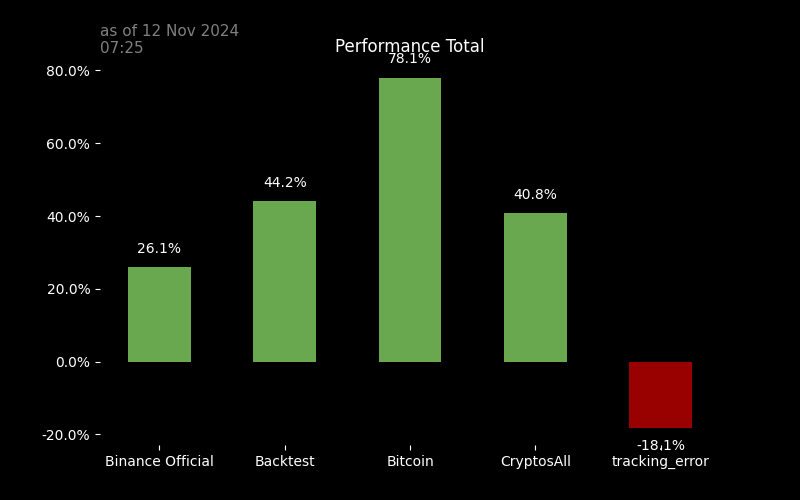 as of 12 Nov 2024
07:25
Performance Total
80.0%
60.0%
40.0%
20.0%
0.0%
-20.0%
26.1%
44.2%
78.1%
40.8%
-18.1%
Binance Official
Backtest
Bitcoin
CryptosAll
tracking_error